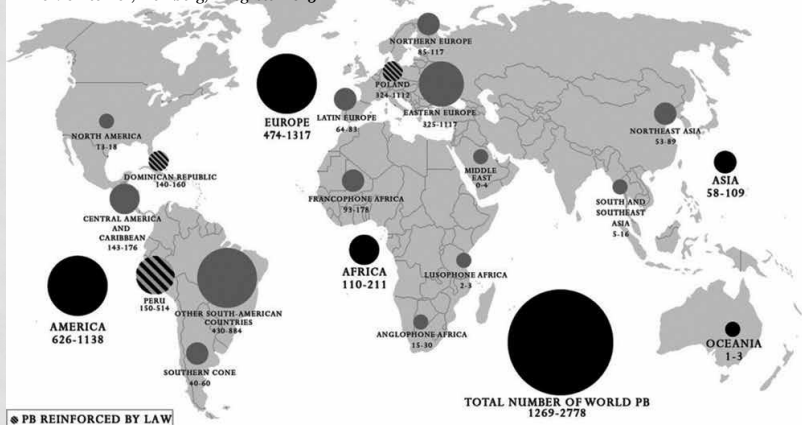 NORTHERN EUROPE
85-117
POLAND
324-1112
EUROPE
474-1317
LATIN EUROPE
64-83
EASTERN EUROPE
325-1117
NORTH AMERICA
13-18
NORTHEAST ASIA
53-89
DOMINICAN REPUBLIC
140-160
MIDDLE
EAST
0-4
ASIA
58-109
FRANCOPHONE AFRICA
93-178
SOUTH AND
SOUTHEAST
ASIA
5-16
CENTRAL AMERICA
AND
CARIBBEAN
143-176
AFRICA
110-211
LUSOPHONE AFRICA
2-3
PERU
150-514
OTHER SOUTH-AMERICAN
COUNTRIES
430-884
AMERICA
626-1138
ANGLOPHONE AFRICA
15-30
OCEANIA
1-3
SOUTHERN CONE
40-60
TOTAL NUMBER OF WORLD PB
1269-2778
PB REINFORCED BY LAW